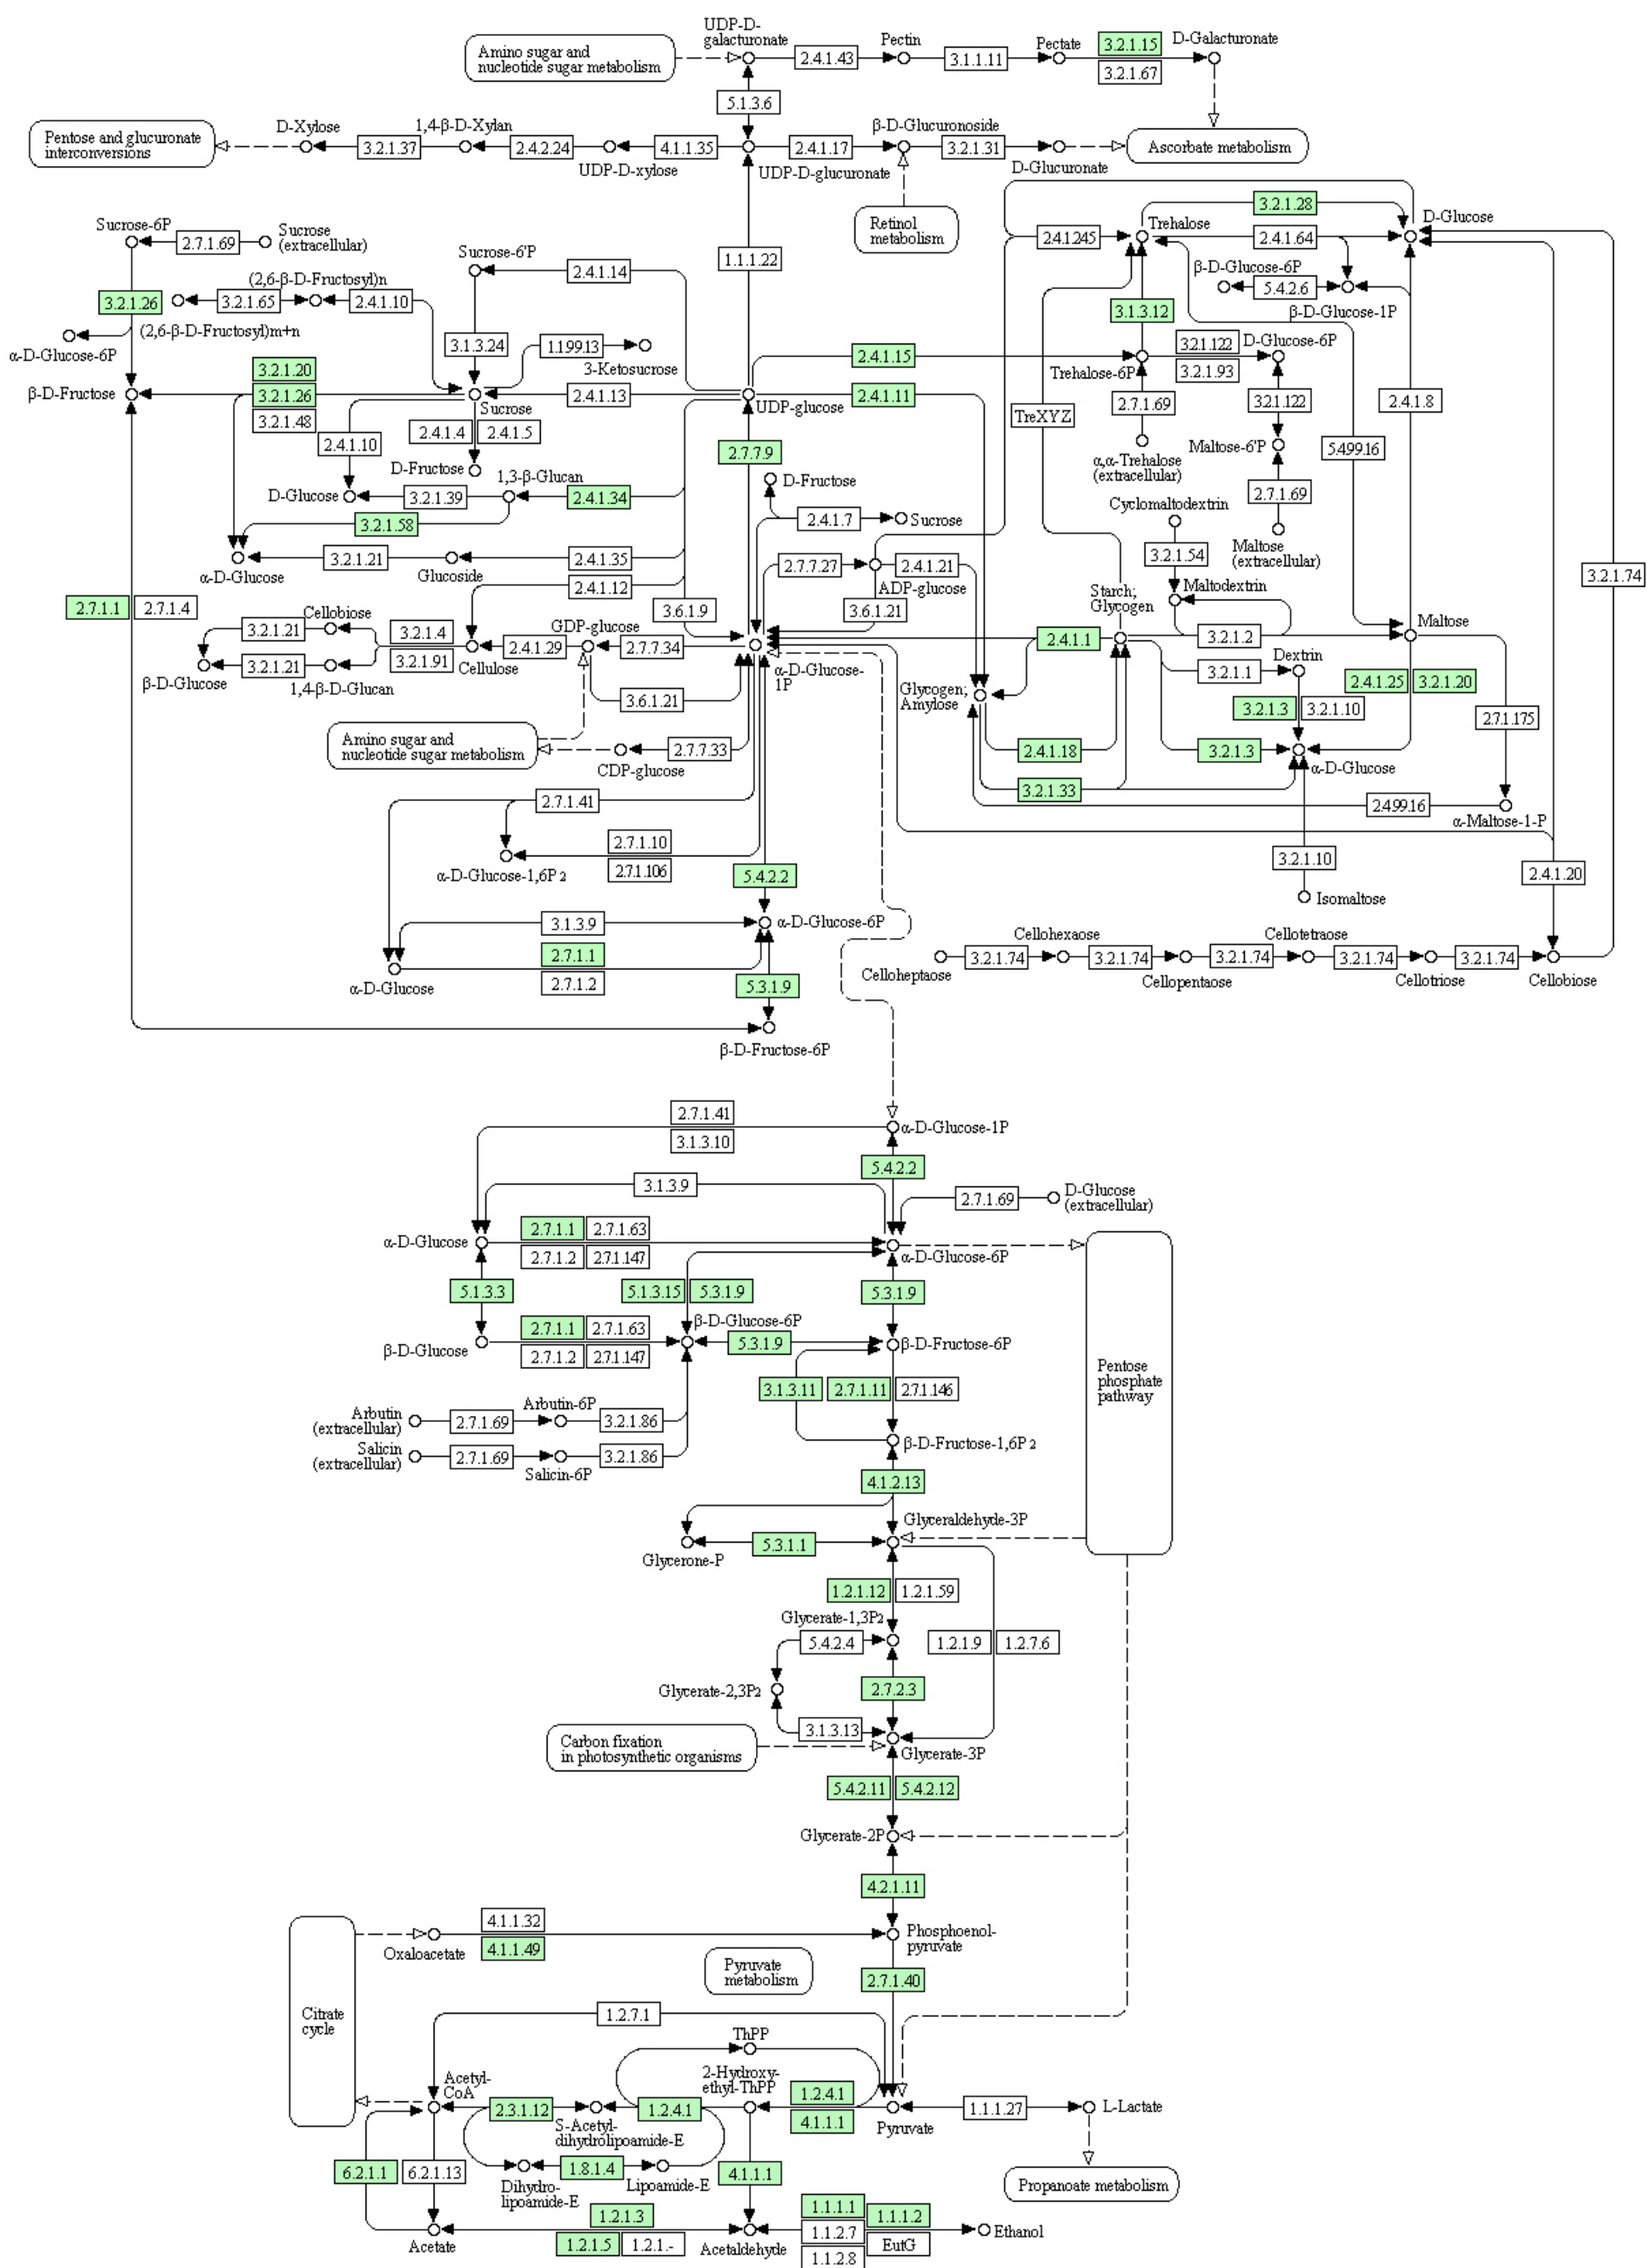 UDP-D-
galacturonate
Amino sugar and
nucleotide sugar metabolism
2.4.1.43
Pectin
3.1.1.11
Pectate
3.2.1.15
3.2.1.67
D-Galacturonate
5.1.3.6
Pentose and glucuronate
interconversions
D-Xylose
3.2.1.37
1,4-β-D-Xylan
2.4.2.24
UDP-D-xylose
4.1.1.35
2.4.1.17
UDP-D-glucuronate
β-D-Glucuronoside
3.2.1.31
D-Glucuronate
Ascorbate metabolism
Retinol
metabolism
1.1.1.22
Sucrose-6P
2.7.1.69
Sucrose
(extracellular)
Sucrose-6'P
2.4.1.14
3.2.1.26
(2,6-β-D-Fructosyl)n
3.2.1.65
2.4.1.10
(2,6-β-D-Fructosyl)m+n
α-D-Glucose-6P
3.1.3.24
1.1.99.13
3-Ketosucrose
3.2.1.20
3.2.1.26
3.2.1.48
β-D-Fructose
Sucrose
2.4.1.13
UDP-glucose
2.4.1.15
2.4.1.11
2.4.1.10
2.4.1.4
2.4.1.5
D-Fructose
2.7.7.9
D-Glucose
3.2.1.39
1,3-β-Glucan
2.4.1.34
3.2.1.58
D-Fructose
2.4.1.7
Sucrose
α-D-Glucose
3.2.1.21
Glucoside
2.4.1.35
2.4.1.12
2.7.7.27
2.4.1.21
ADP-glucose
3.6.1.9
3.6.1.21
2.7.1.1
2.7.1.4
Cellobiose
3.2.1.21
3.2.1.4
3.2.1.91
Cellulose
2.4.1.29
GDP-glucose
2.7.7.34
β-D-Glucose
3.2.1.21
1,4-β-D-Glucan
3.6.1.21
α-D-Glucose-
1P
Amino sugar and
nucleotide sugar metabolism
2.7.7.33
CDP-glucose
2.7.1.41
2.7.1.10
2.7.1.106
α-D-Glucose-1,6P2
5.4.2.2
3.1.3.9
α-D-Glucose-6P
2.7.1.1
2.7.1.2
α-D-Glucose
5.3.1.9
β-D-Fructose-6P
2.4.1.245
Trehalose
3.2.1.28
2.4.1.64
D-Glucose
β-D-Glucose-6P
5.4.2.6
β-D-Glucose-1P
3.1.3.12
3.2.1.122
3.2.1.93
D-Glucose-6P
Trehalose-6P
2.7.1.69
3.2.1.122
2.4.1.8
TreXYZ
Maltose-6'P
5.4.99.16
α,α-Trehalose
(extracellular)
2.7.1.69
Cyclomaltodextrin
Maltose
(extracellular)
3.2.1.54
Maltodextrin
3.2.1.74
Starch;
Glycogen
3.2.1.2
Maltose
2.4.1.1
3.2.1.1
Dextrin
2.4.1.25
3.2.1.20
Glycogen;
Amylose
3.2.1.3
3.2.1.10
2.7.1.175
2.4.1.18
3.2.1.3
α-D-Glucose
3.2.1.33
2.4.99.16
α-Maltose-1-P
3.2.1.10
2.4.1.20
Isomaltose
Celloheptaose
3.2.1.74
Cellohexaose
3.2.1.74
Cellopentaose
3.2.1.74
Cellotetraose
3.2.1.74
Cellotriose
3.2.1.74
Cellobiose
2.7.1.41
3.1.3.10
α-D-Glucose-1P
5.4.2.2
3.1.3.9
2.7.1.69
D-Glucose
(extracellular)
α-D-Glucose
2.7.1.1
2.7.1.63
2.7.1.2
2.7.1.147
α-D-Glucose-6P
5.1.3.3
5.1.3.15
5.3.1.9
5.3.1.9
β-D-Glucose
2.7.1.1
2.7.1.63
2.7.1.2
2.7.1.147
β-D-Glucose-6P
5.3.1.9
β-D-Fructose-6P
Pentose
phosphate
pathway
3.1.3.11
2.7.1.11
2.7.1.146
Arbutin
(extracellular)
2.7.1.69
Arbutin-6P
3.2.1.86
Salicin
(extracellular)
2.7.1.69
Salicin-6P
3.2.1.86
β-D-Fructose-1,6P2
4.1.2.13
Glyceraldehyde-3P
Glycerone-P
5.3.1.1
1.2.1.12
1.2.1.59
Glycerate-1,3P2
5.4.2.4
1.2.1.9
1.2.7.6
Glycerate-2,3P2
2.7.2.3
3.1.3.13
Carbon fixation
in photosynthetic organisms
Glycerate-3P
5.4.2.11
5.4.2.12
Glycerate-2P
4.2.1.11
Oxaloacetate
4.1.1.32
4.1.1.49
Phosphoenol-
pyruvate
Pyruvate
metabolism
2.7.1.40
Citrate
cycle
1.2.7.1
ThPP
Acetyl-
CoA
2-Hydroxy-
ethyl-ThPP
2.3.1.12
S-Acetyl-
dihydrolipoamide-E
1.2.4.1
1.2.4.1
4.1.1.1
Pyruvate
1.1.1.27
L-Lactate
6.2.1.1
6.2.1.13
Dihydro-
lipoamide-E
1.8.1.4
Lipoamide-E
4.1.1.1
Propanoate metabolism
Acetate
1.2.1.3
1.2.1.5
1.2.1.-
Acetaldehyde
1.1.1.1
1.1.2.7
1.1.2.8
1.1.1.2
EutG
Ethanol